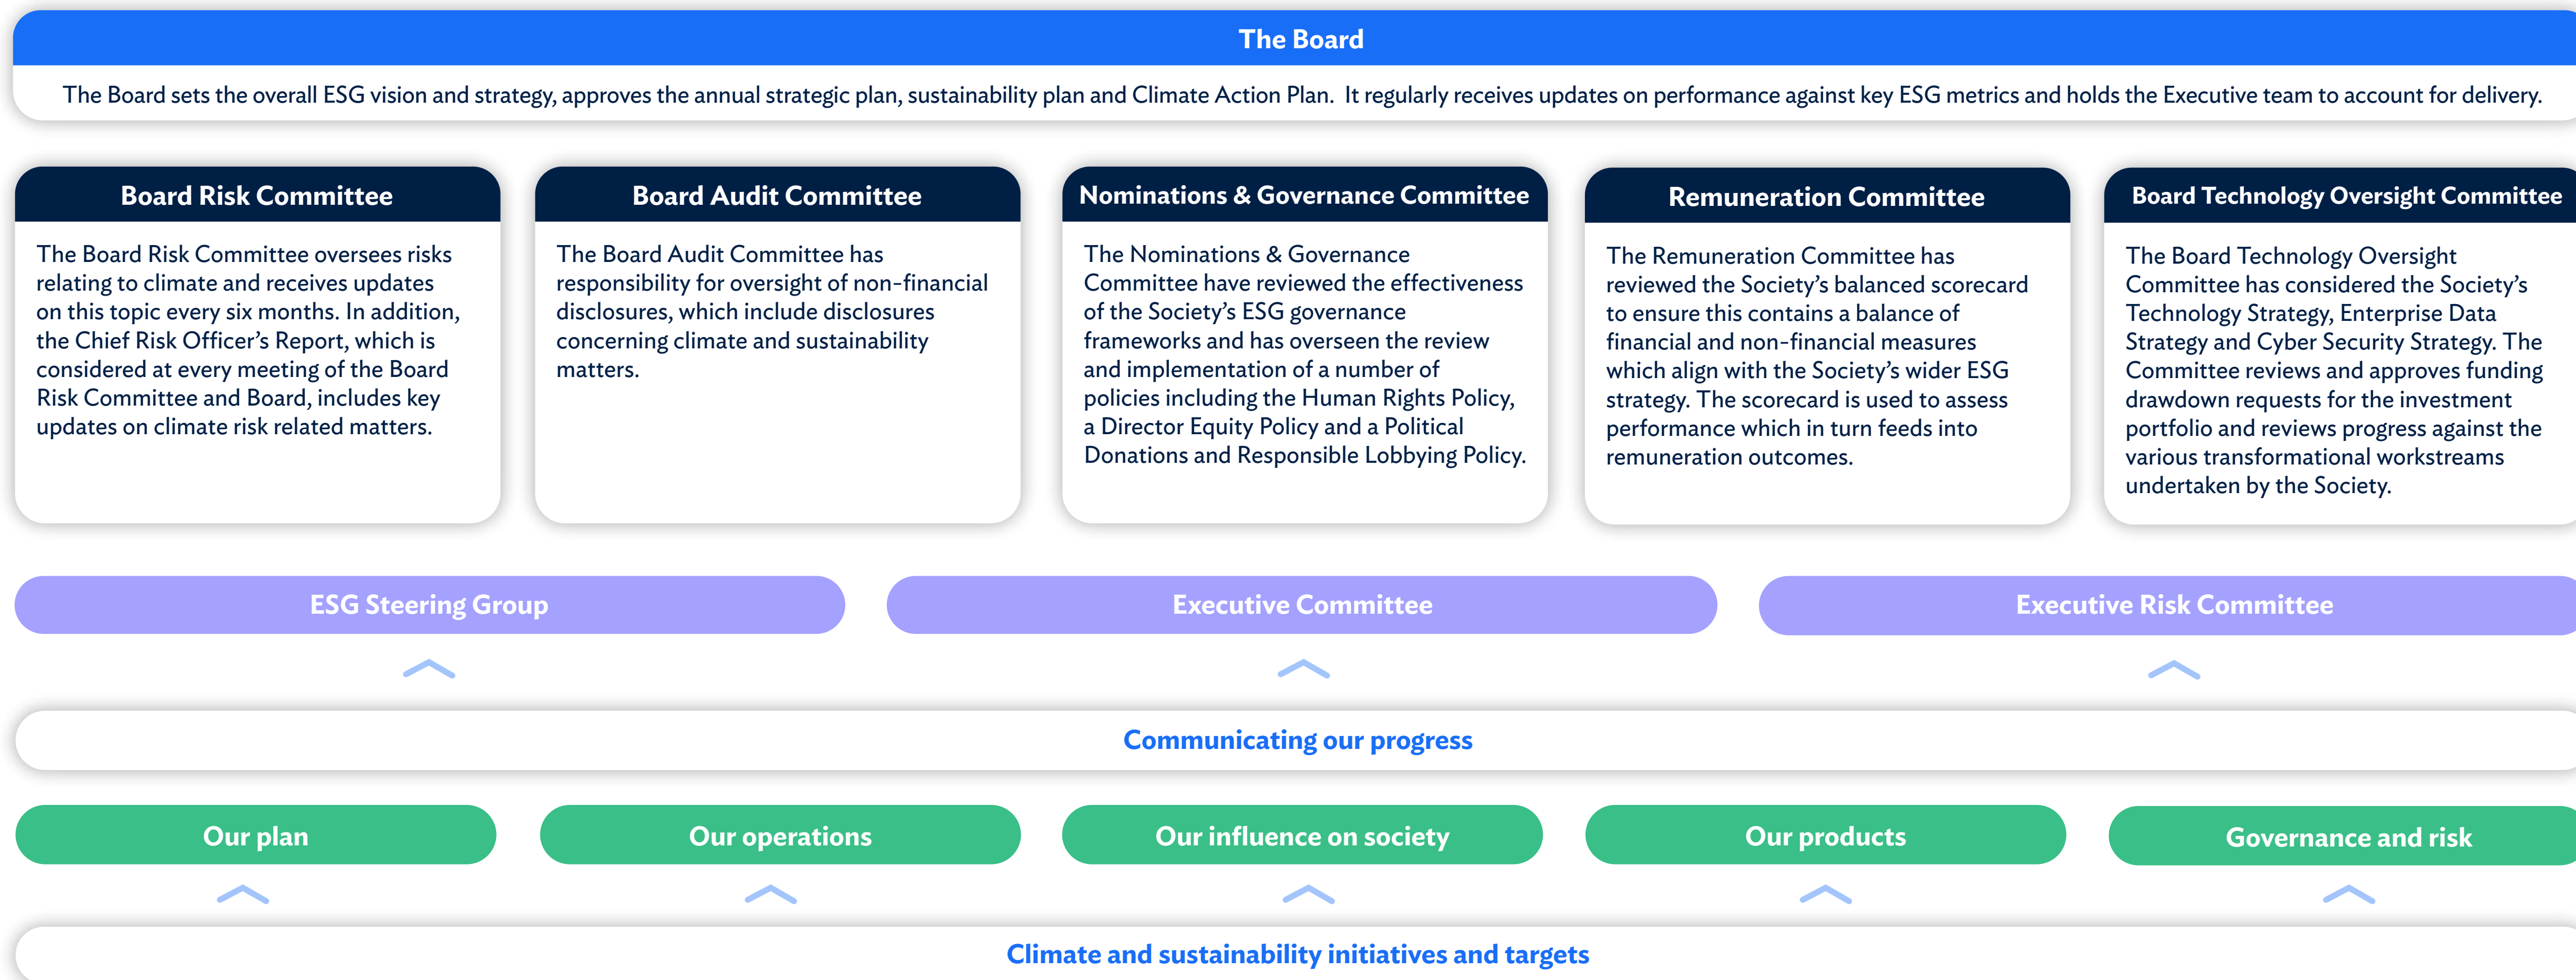 The Board
The Board sets the overall ESG vision and strategy, approves the annual strategic plan, sustainability plan and Climate Action Plan.  It regularly receives updates on performance against key ESG metrics and holds the Executive team to account for delivery.
Board Risk Committee
The Board Risk Committee oversees risks
relating to climate and receives updates
on this topic every six months. In addition,
the Chief Risk Officer’s Report, which is
considered at every meeting of the Board
Risk Committee and Board, includes key
updates on climate risk related matters.
Board Audit Committee
The Board Audit Committee has
responsibility for oversight of non-financial
disclosures, which include disclosures
concerning climate and sustainability
matters.
Nominations & Governance Committee
The Nominations & Governance
Committee have reviewed the effectiveness
of the Society’s ESG governance
frameworks and has overseen the review
and implementation of a number of
policies including the Human Rights Policy,
a Director Equity Policy and a Political
Donations and Responsible Lobbying Policy.
Remuneration Committee
The Remuneration Committee has
reviewed the Society’s balanced scorecard
to ensure this contains a balance of
financial and non-financial measures
which align with the Society’s wider ESG
strategy. The scorecard is used to assess
performance which in turn feeds into
remuneration outcomes.
Board Technology Oversight Committee
The Board Technology Oversight
Committee has considered the Society’s
Technology Strategy, Enterprise Data
Strategy and Cyber Security Strategy. The
Committee reviews and approves funding
drawdown requests for the investment
portfolio and reviews progress against the
various transformational workstreams
undertaken by the Society.
ESG Steering Group
Executive Committee
Executive Risk Committee
Communicating our progress
Our plan
Our operations
Our influence on society
Our products
Governance and risk
Climate and sustainability initiatives and targets